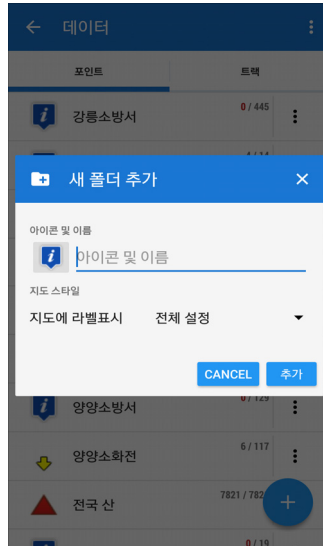 데이터
포인트 트랙
강릉소방서 0 / 445
4 / 14
새 폴더 추가
아이콘 및 이름
아이콘 및 이름
지도 스타일
지도에 라벨표시 전체 설정
CANCEL 추가
양양소방서 0 / 129
양양소화전 6 / 117
전국 산 7821 / 782
0 / 19